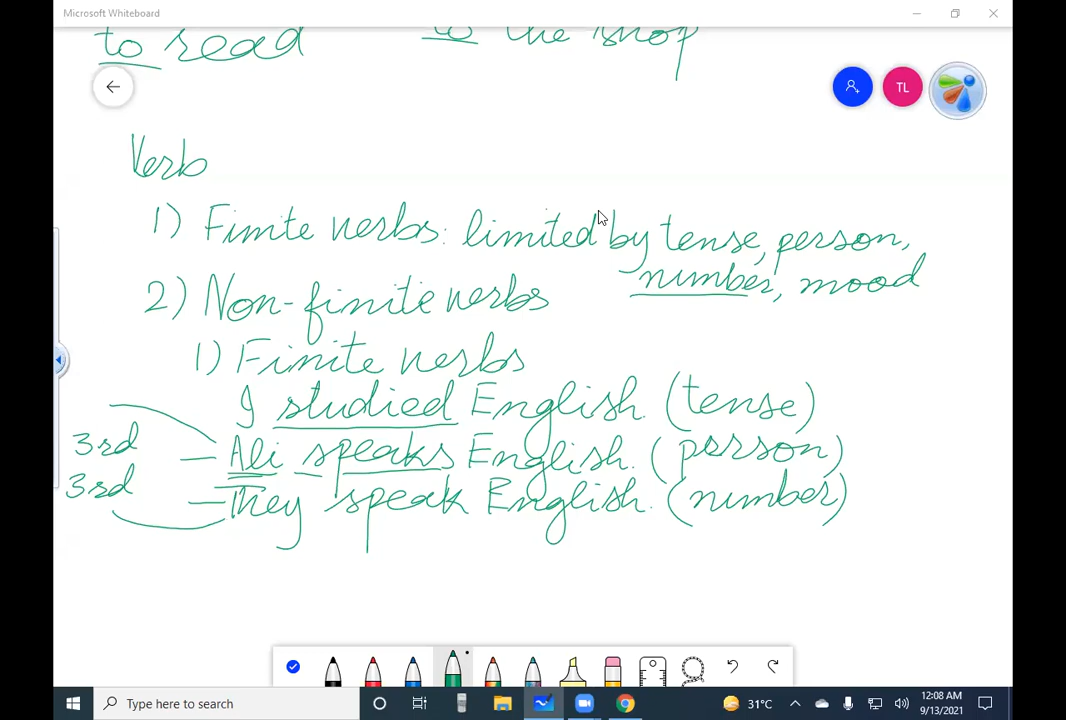 Microsoft Whiteboard
to read to the shop
TL
Verb
1) Finite verbs: limited by tense, person,
number, mood
2) Non-finite verbs
1) Finite verbs
I studied English. (tense)
3rd Ali speaks English. (person)
3rd They speak English. (number)
Type here to search
31°C
12:08 AM
9/13/2021